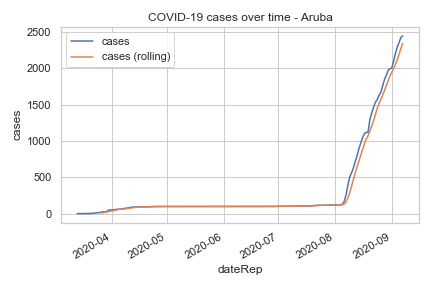 COVID-19 cases over time - Aruba
cases
cases (rolling)
2500
2000
1500
1000
500
0
cases
2020-04
2020-05
2020-06
2020-07
2020-08
2020-09
dateRep